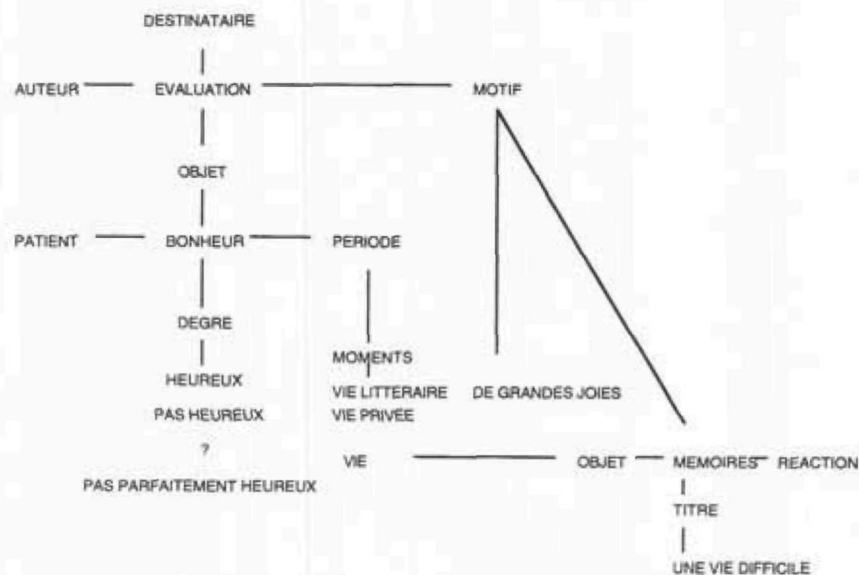 DESTINATAIRE
AUTEUR EVALUATION MOTIF
OBJET
PATIENT BONHEUR PERIODE
DEGRE
MOMENTS
HEUREUX
VIE LITTERAIRE DE GRANDES JOIES
PAS HEUREUX VIE PRIVÉE
?
VIE OBJET MEMOIRES REACTION
PAS PARFAITEMENT HEUREUX
TITRE
UNE VIE DIFFICILE